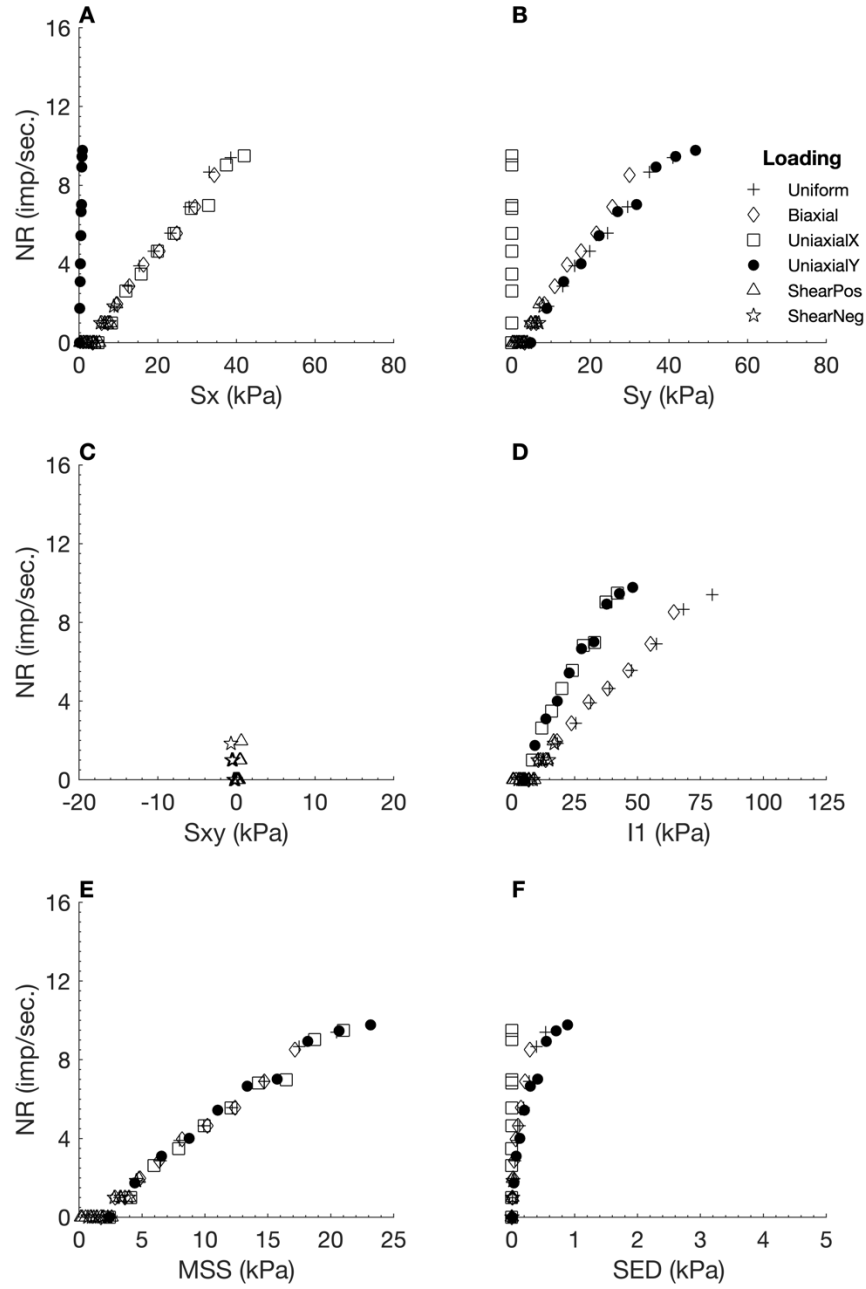 A
B
16
12
8
4
0
NR (imp/sec.)
0 20 40 60 80
Sx (kPa)
0 20 40 60 80
Sy (kPa)
Loading
Uniform
Biaxial
UniaxialX
UniaxialY
ShearPos
ShearNeg
C
D
16
12
8
4
0
NR (imp/sec.)
-20 -10 0 10 20
Sxy (kPa)
0 25 50 75 100 125
I1 (kPa)
E
F
16
12
8
4
0
NR (imp/sec.)
0 5 10 15 20 25
MSS (kPa)
0 1 2 3 4 5
SED (kPa)